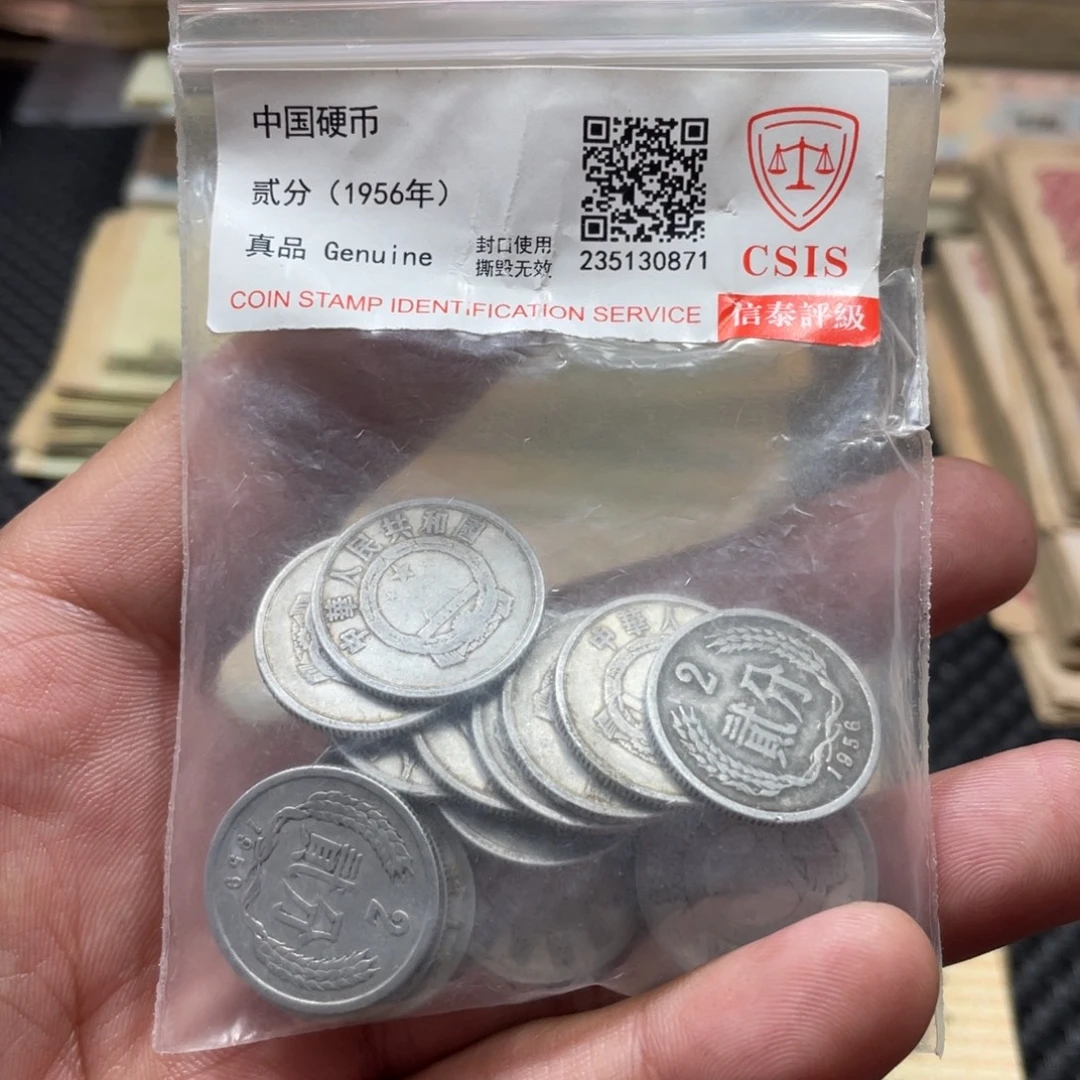 中国硬币
贰分（1956年）
真品 Genuine
封口使用
撕毁无效
235130871
CSIS
COIN STAMP IDENTIFICATION SERVICE
信泰評級
中華人民共和國
中華人
2
貳分
1956
2
貳分